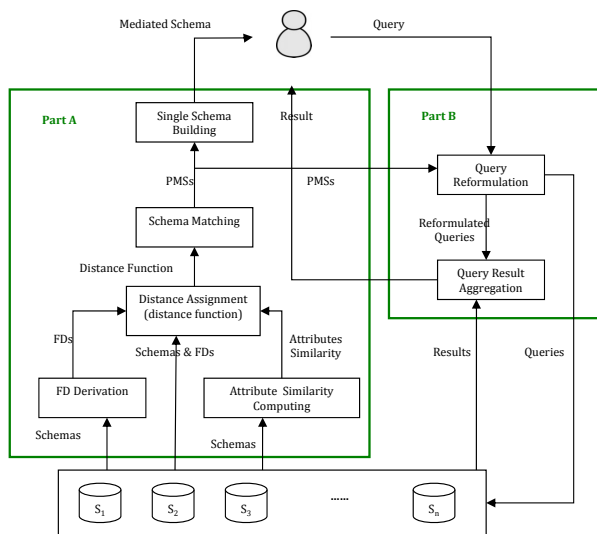 Mediated Schema
Query
Part A
Single Schema
Building
Result
Part B
PMSs
PMSs
Query
Reformulation
Schema Matching
Reformulated
Queries
Distance Function
Query Result
Aggregation
Distance Assignment
(distance function)
FDs
Schemas & FDs
Attributes
Similarity
Results
Queries
FD Derivation
Attribute Similarity
Computing
Schemas
Schemas
S1
S2
S3
......
Sn